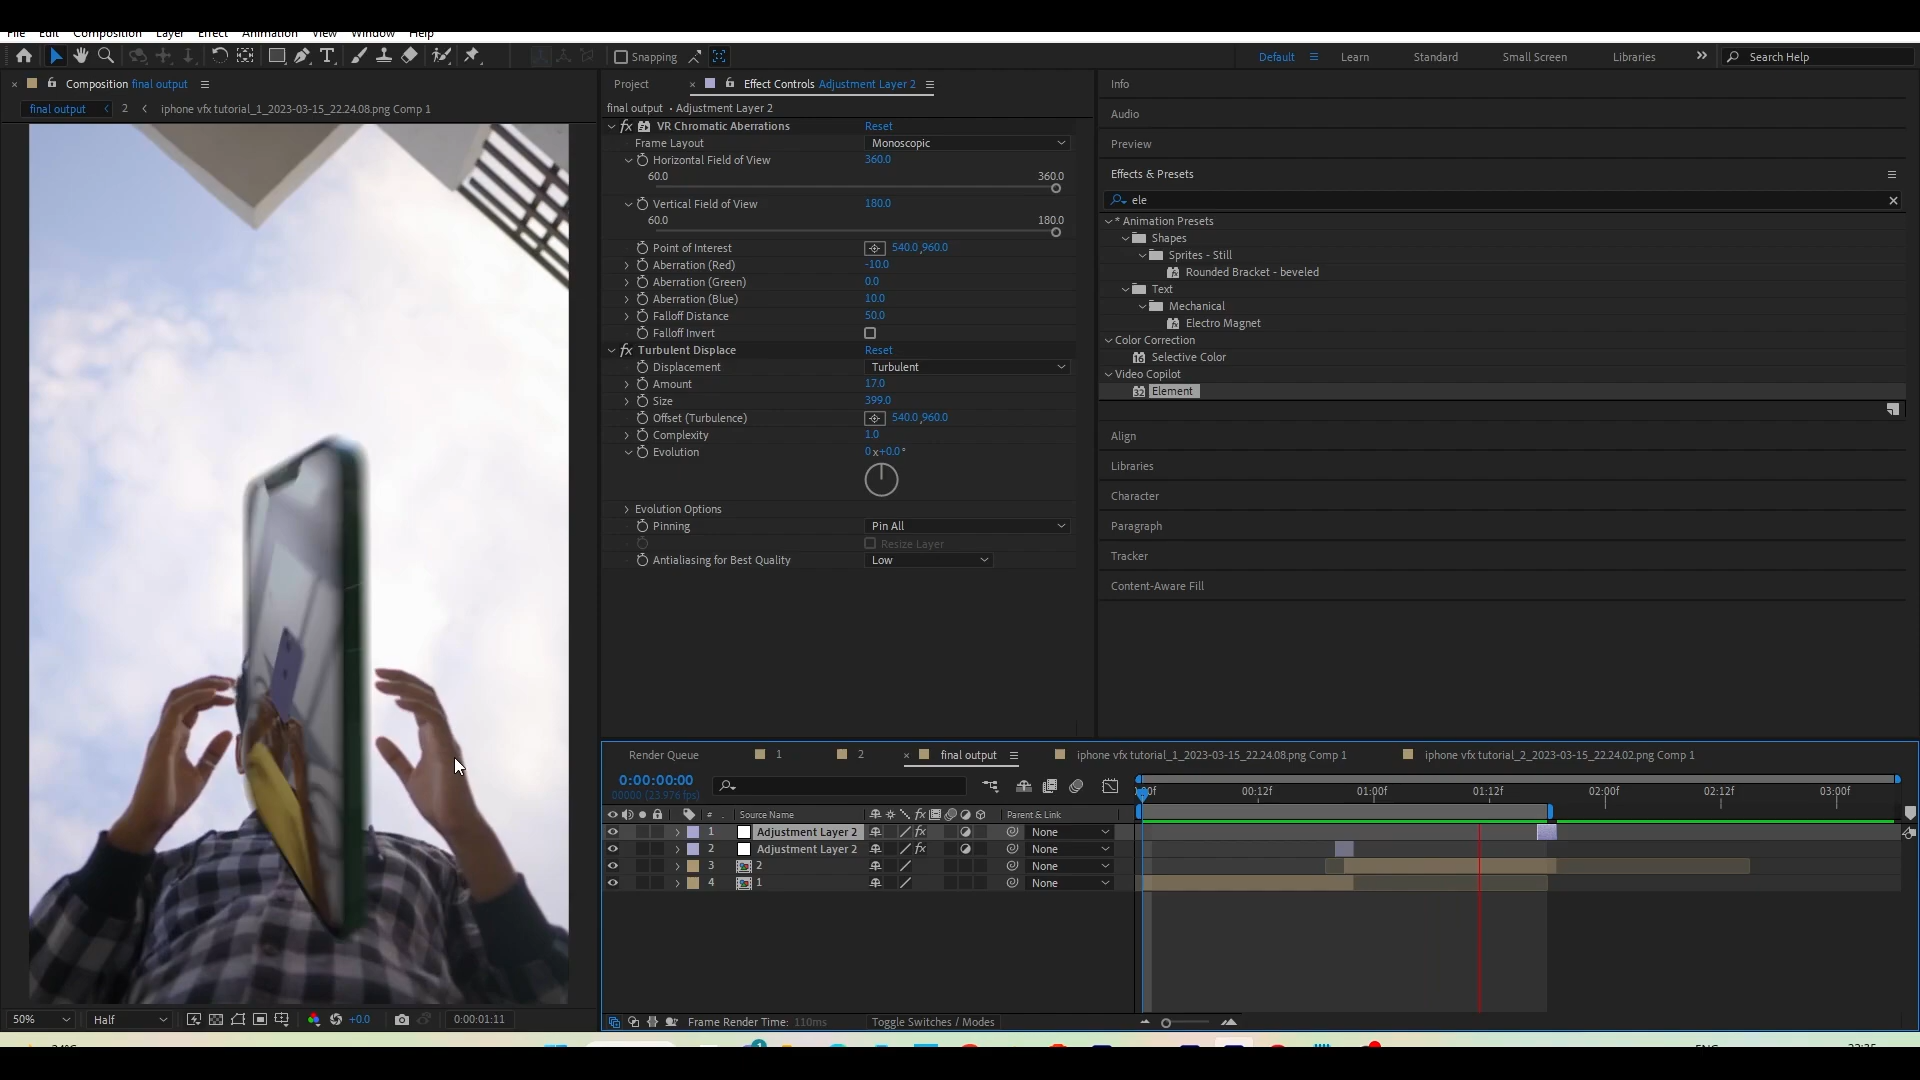 File Edit Composition Layer Effect Animation View Window Help
Snapping
Default Learn Standard Small Screen Libraries Search Help
Composition final output
final output 2 iphone vfx tutorial_1_2023-03-15_22.24.08.png Comp 1
Project Effect Controls Adjustment Layer 2
final output • Adjustment Layer 2
fx VR Chromatic Aberrations Reset
Frame Layout Monoscopic
Horizontal Field of View 360.0
60.0 360.0
Vertical Field of View 180.0
60.0 180.0
Point of Interest 540.0,960.0
Aberration (Red) -10.0
Aberration (Green) 0.0
Aberration (Blue) 10.0
Falloff Distance 50.0
Falloff Invert
fx Turbulent Displace Reset
Displacement Turbulent
Amount 17.0
Size 399.0
Offset (Turbulence) 540.0,960.0
Complexity 1.0
Evolution 0x+0.0°
Evolution Options
Pinning Pin All
Resize Layer
Antialiasing for Best Quality Low
Info
Audio
Preview
Effects & Presets
ele
* Animation Presets
Shapes
Sprites - Still
Rounded Bracket - beveled
Text
Mechanical
Electro Magnet
Color Correction
16 Selective Color
Video Copilot
32 Element
Align
Libraries
Character
Paragraph
Tracker
Content-Aware Fill
50% Half +0.0 0:00:01:11
Render Queue 1 2 final output iphone vfx tutorial_1_2023-03-15_22.24.08.png Comp 1 iphone vfx tutorial_2_2023-03-15_22.24.02.png Comp 1
0:00:00:00
00000 (23.976 fps)
00:12f 01:00f 01:12f 02:00f 02:12f 03:00f
# Source Name fx Parent & Link
1 Adjustment Layer 2 fx None
2 Adjustment Layer 2 fx None
3 2 None
4 1 None
Frame Render Time: 110ms Toggle Switches / Modes